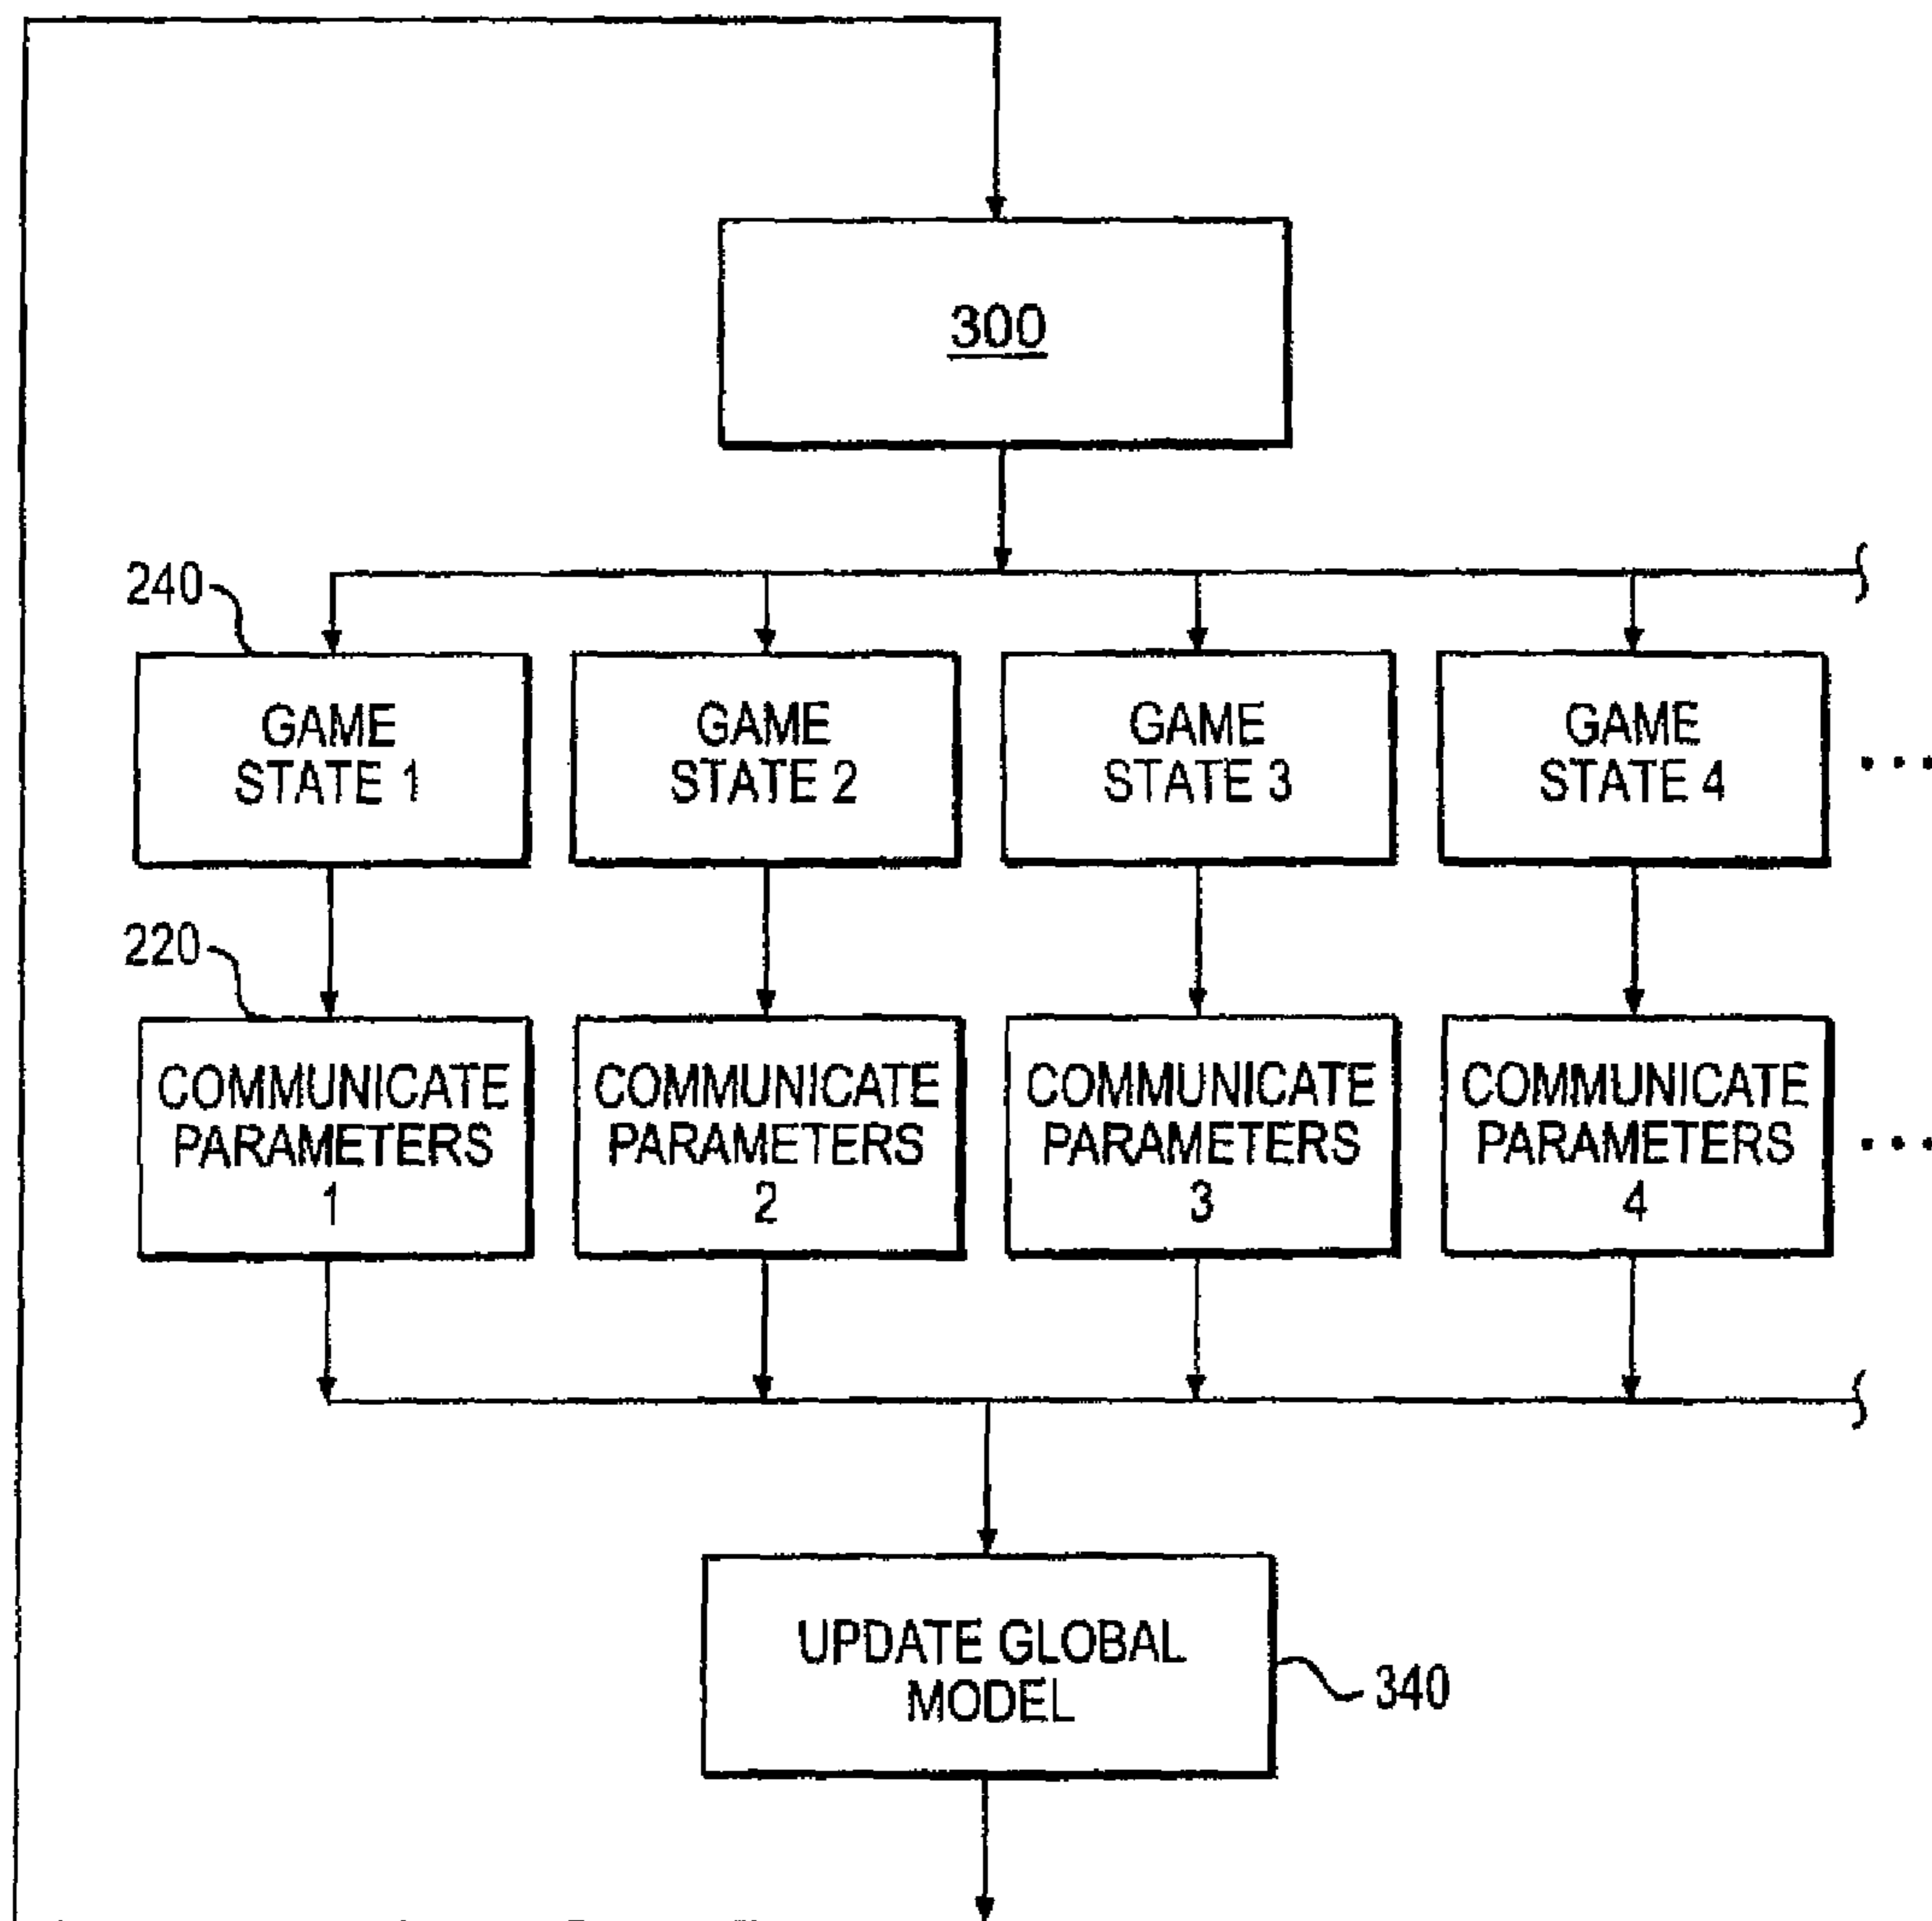 300
240
GAME
STATE 1
GAME
STATE 2
GAME
STATE 3
GAME
STATE 4
...
220
COMMUNICATE
PARAMETERS
1
COMMUNICATE
PARAMETERS
2
COMMUNICATE
PARAMETERS
3
COMMUNICATE
PARAMETERS
4
...
UPDATE GLOBAL
MODEL
340